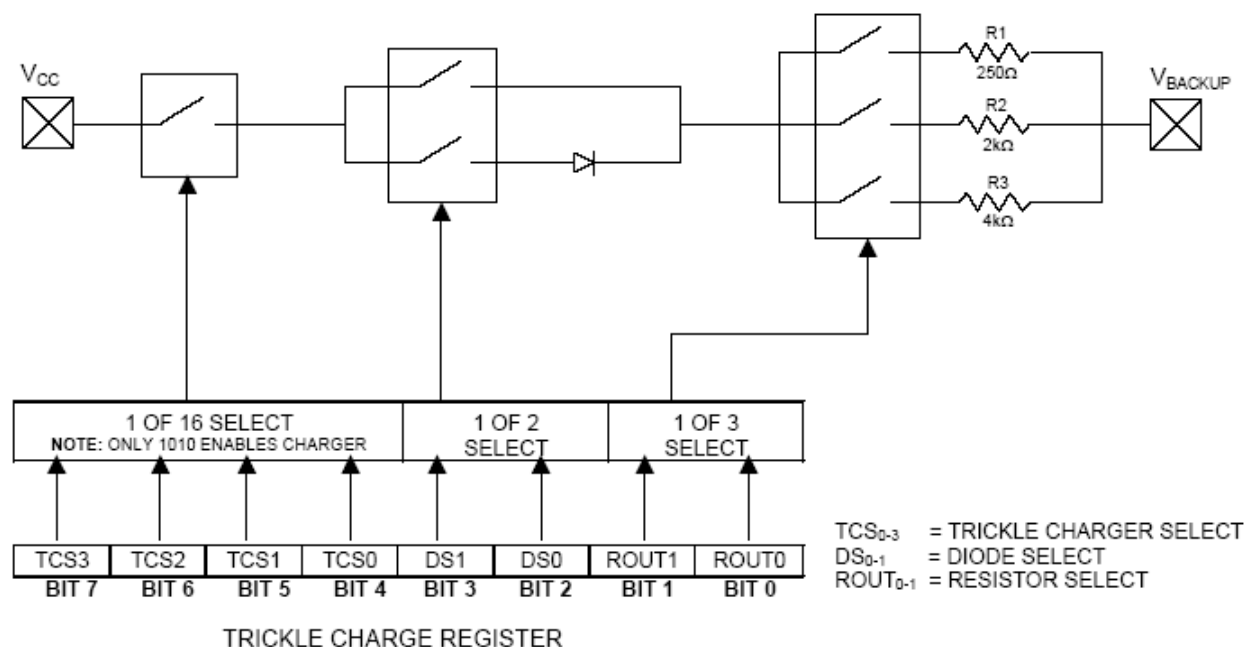 R1
250Ω
VCC
VBACKUP
R2
2kΩ
R3
4kΩ
1 OF 16 SELECT
NOTE: ONLY 1010 ENABLES CHARGER
1 OF 2
SELECT
1 OF 3
SELECT
TCS3 TCS2 TCS1 TCS0 DS1 DS0 ROUT1 ROUT0
BIT 7 BIT 6 BIT 5 BIT 4 BIT 3 BIT 2 BIT 1 BIT 0
TCS0-3 = TRICKLE CHARGER SELECT
DS0-1 = DIODE SELECT
ROUT0-1 = RESISTOR SELECT
TRICKLE CHARGE REGISTER